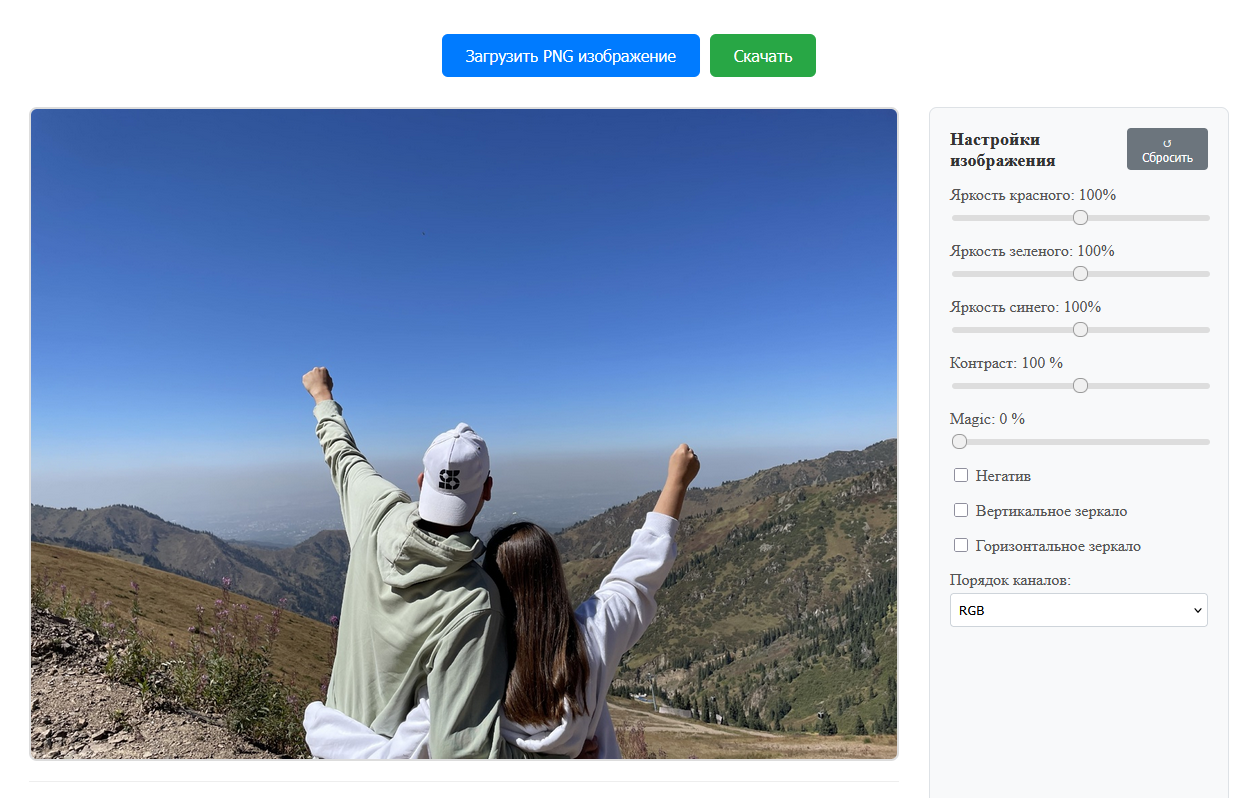 Загрузить PNG изображение
Скачать
Настройки
изображения
↺
Сбросить
Яркость красного: 100%
Яркость зеленого: 100%
Яркость синего: 100%
Контраст: 100 %
Magic: 0 %
Негатив
Вертикальное зеркало
Горизонтальное зеркало
Порядок каналов:
RGB